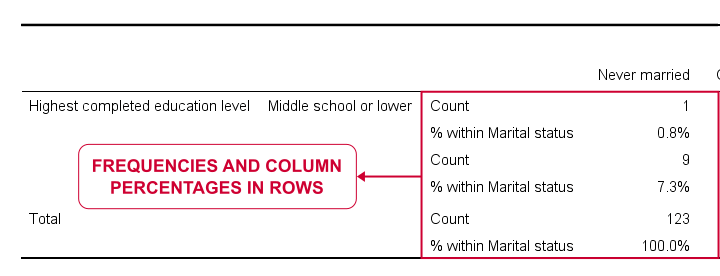 Never married
Highest completed education level Middle school or lower Count 1
% within Marital status 0.8%
FREQUENCIES AND COLUMN
PERCENTAGES IN ROWS
Count 9
% within Marital status 7.3%
Total Count 123
% within Marital status 100.0%